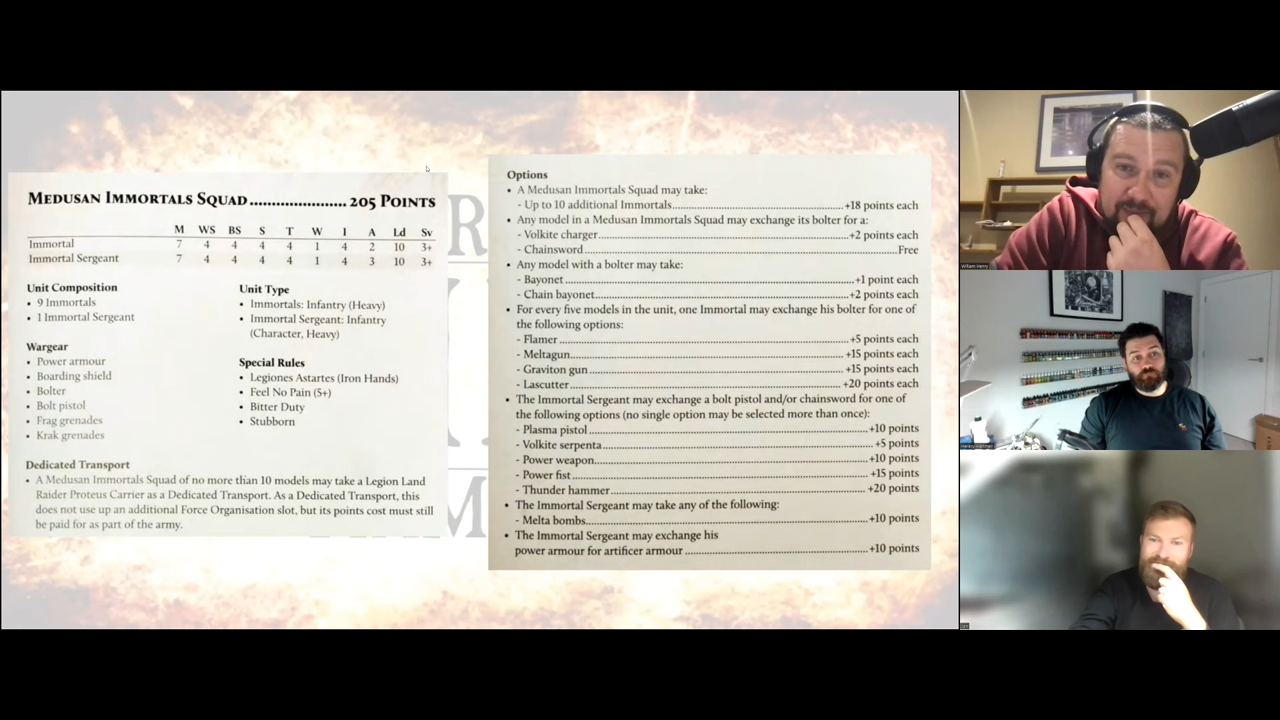 MEDUSAN IMMORTALS SQUAD...................... 205 POINTS
M WS BS S T W I A Ld Sv
Immortal 7 4 4 4 4 1 4 2 10 3+
Immortal Sergeant 7 4 4 4 4 1 4 3 10 3+
Unit Composition
• 9 Immortals
• 1 Immortal Sergeant
Wargear
• Power armour
• Boarding shield
• Bolter
• Bolt pistol
• Frag grenades
• Krak grenades
Unit Type
• Immortals: Infantry (Heavy)
• Immortal Sergeant: Infantry
(Character, Heavy)
Special Rules
• Legiones Astartes (Iron Hands)
• Feel No Pain (5+)
• Bitter Duty
• Stubborn
Dedicated Transport
• A Medusan Immortals Squad of no more than 10 models may take a Legion Land
Raider Proteus Carrier as a Dedicated Transport. As a Dedicated Transport, this
does not use up an additional Force Organisation slot, but its points cost must still
be paid for as part of the army.
Options
• A Medusan Immortals Squad may take:
- Up to 10 additional Immortals..........+18 points each
• Any model in a Medusan Immortals Squad may exchange its bolter for a:
- Volkite charger..........+2 points each
- Chainsword..........Free
• Any model with a bolter may take:
- Bayonet..........+1 point each
- Chain bayonet..........+2 points each
• For every five models in the unit, one Immortal may exchange his bolter for one of
the following options:
- Flamer..........+5 points each
- Meltagun..........+15 points each
- Graviton gun..........+15 points each
- Lascutter..........+20 points each
• The Immortal Sergeant may exchange a bolt pistol and/or chainsword for one of
the following options (no single option may be selected more than once):
- Plasma pistol..........+10 points
- Volkite serpenta..........+5 points
- Power weapon..........+10 points
- Power fist..........+15 points
- Thunder hammer..........+20 points
• The Immortal Sergeant may take any of the following:
- Melta bombs..........+10 points
• The Immortal Sergeant may exchange his
power armour for artificer armour ..........+10 points